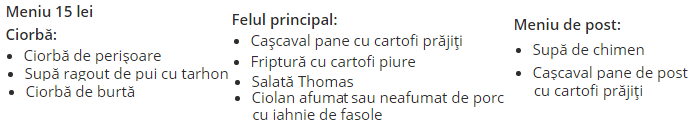 Meniu 15 lei
Ciorbă:
• Ciorbă de perișoare
• Supă ragout de pui cu tarhon
• Ciorbă de burtă
Felul principal:
• Cașcaval pane cu cartofi prăjiți
• Friptură cu cartofi piure
• Salată Thomas
• Ciolan afumat sau neafumat de porc
cu iahnie de fasole
Meniu de post:
• Supă de chimen
• Cașcaval pane de post
cu cartofi prăjiți